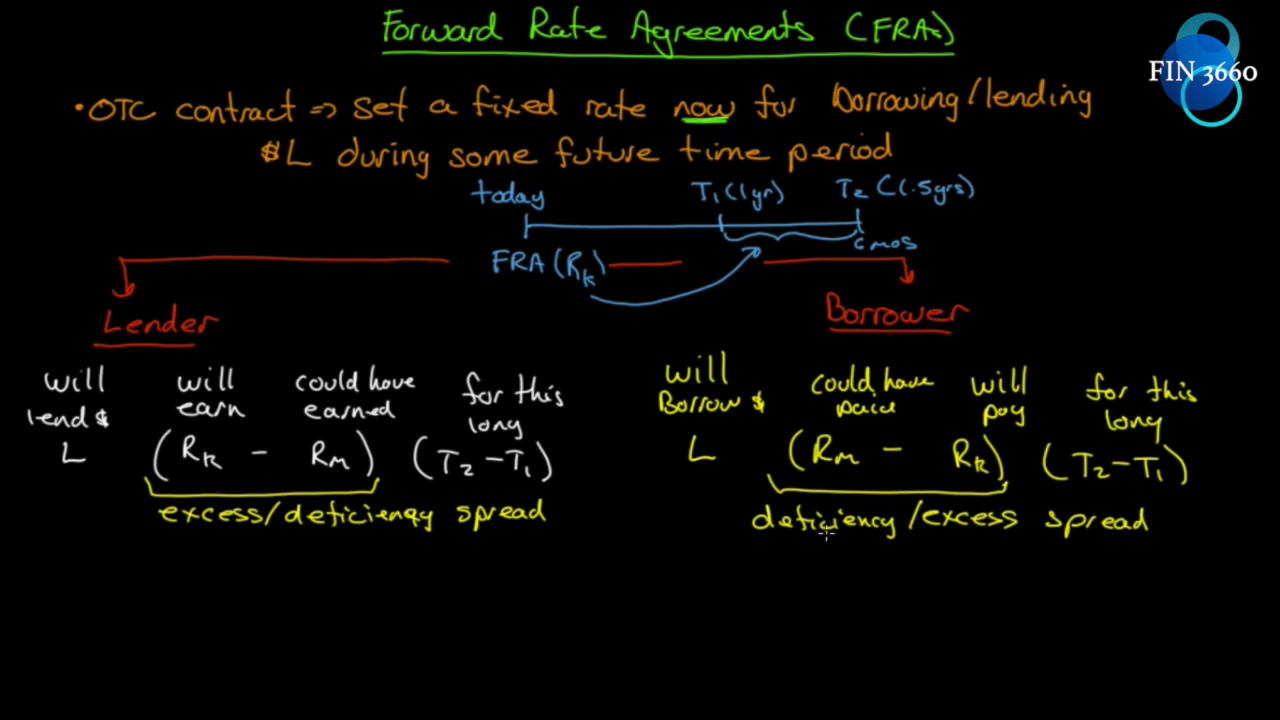 Forward Rate Agreements (FRAs)
FIN 3660
• OTC contract ⇒ set a fixed rate now for borrowing/lending
$L during some future time period
today T₁ (1yr) T₂ (1.5yrs)
6 mos
FRA (Rₖ)
Lender Borrower
will will could have for this
lend $ earn earned long
L (Rₖ - Rₘ) (T₂ - T₁)
excess/deficiency spread
will could have will for this
Borrow $ paid pay long
L (Rₘ - Rₖ) (T₂ - T₁)
deficiency/excess spread